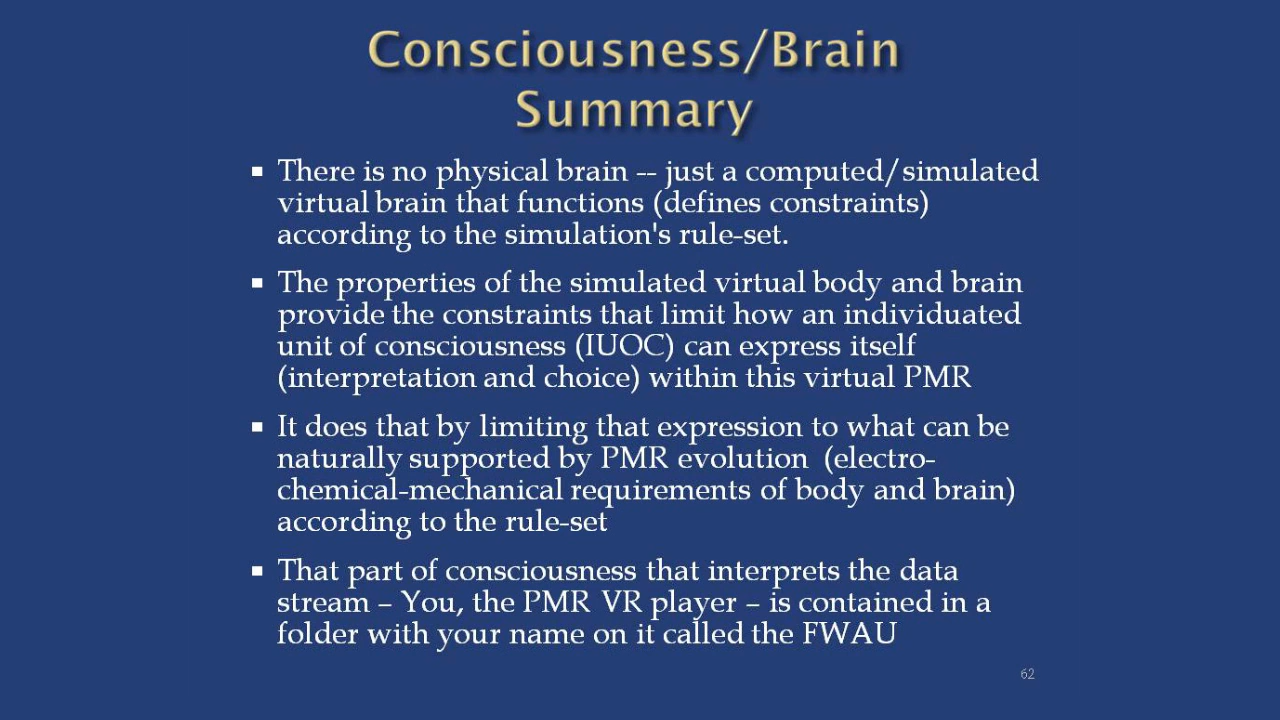 Consciousness/Brain
Summary
▪ There is no physical brain -- just a computed/simulated
virtual brain that functions (defines constraints)
according to the simulation's rule-set.
▪ The properties of the simulated virtual body and brain
provide the constraints that limit how an individuated
unit of consciousness (IUOC) can express itself
(interpretation and choice) within this virtual PMR
▪ It does that by limiting that expression to what can be
naturally supported by PMR evolution  (electro-
chemical-mechanical requirements of body and brain)
according to the rule-set
▪ That part of consciousness that interprets the data
stream – You, the PMR VR player – is contained in a
folder with your name on it called the FWAU
62